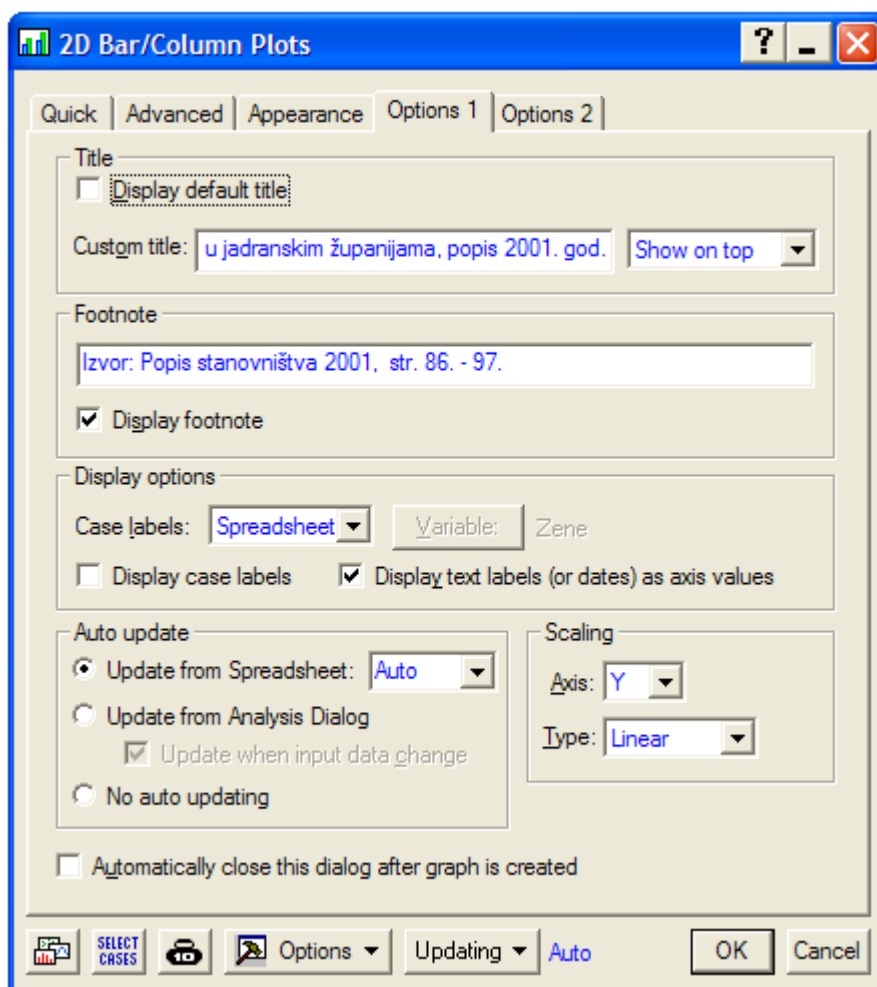 2D Bar/Column Plots
?
Quick Advanced Appearance Options 1 Options 2
Title
Display default title
Custom title: u jadranskim županijama, popis 2001. god. Show on top
Footnote
Izvor: Popis stanovništva 2001, str. 86. - 97.
Display footnote
Display options
Case labels: Spreadsheet Variable: Zene
Display case labels Display text labels (or dates) as axis values
Auto update
Update from Spreadsheet: Auto
Update from Analysis Dialog
Update when input data change
No auto updating
Scaling
Axis: Y
Type: Linear
Automatically close this dialog after graph is created
SELECT
CASES
Options Updating Auto OK Cancel